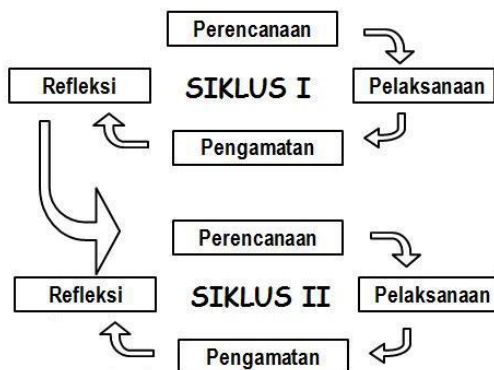 Perencanaan
Refleksi
SIKLUS I
Pelaksanaan
Pengamatan
Perencanaan
Refleksi
SIKLUS II
Pelaksanaan
Pengamatan